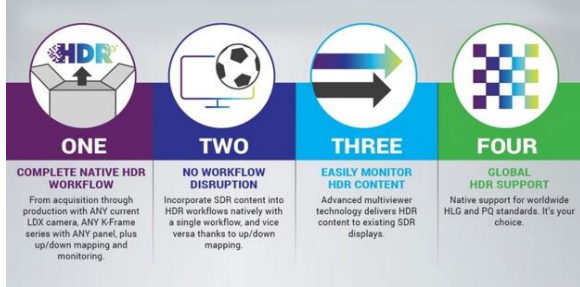 HDR
ONE
COMPLETE NATIVE HDR
WORKFLOW
From acquisition through
production with ANY current
LDX camera, ANY K-Frame
series with ANY panel, plus
up/down mapping and
monitoring.
TWO
NO WORKFLOW
DISRUPTION
Incorporate SDR content into
HDR workflows natively with
a single workflow, and vice
versa thanks to up/down
mapping.
THREE
EASILY MONITOR
HDR CONTENT
Advanced multiviewer
technology delivers HDR
content to existing SDR
displays.
FOUR
GLOBAL
HDR SUPPORT
Native support for worldwide
HLG and PQ standards. It's your
choice.